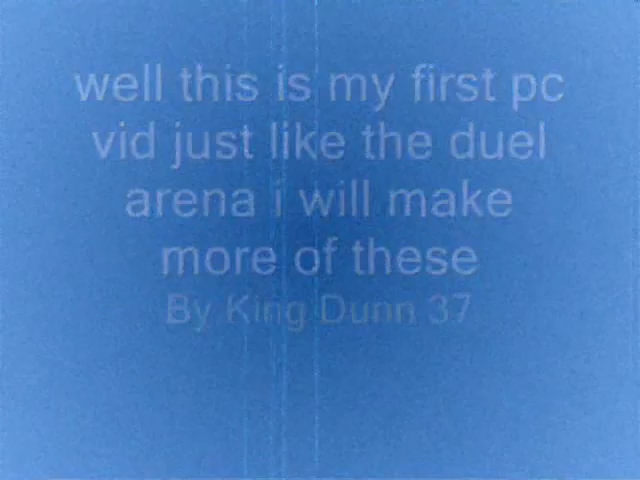 well this is my first pc
vid just like the duel
arena i will make
more of these
By King Dunn 37